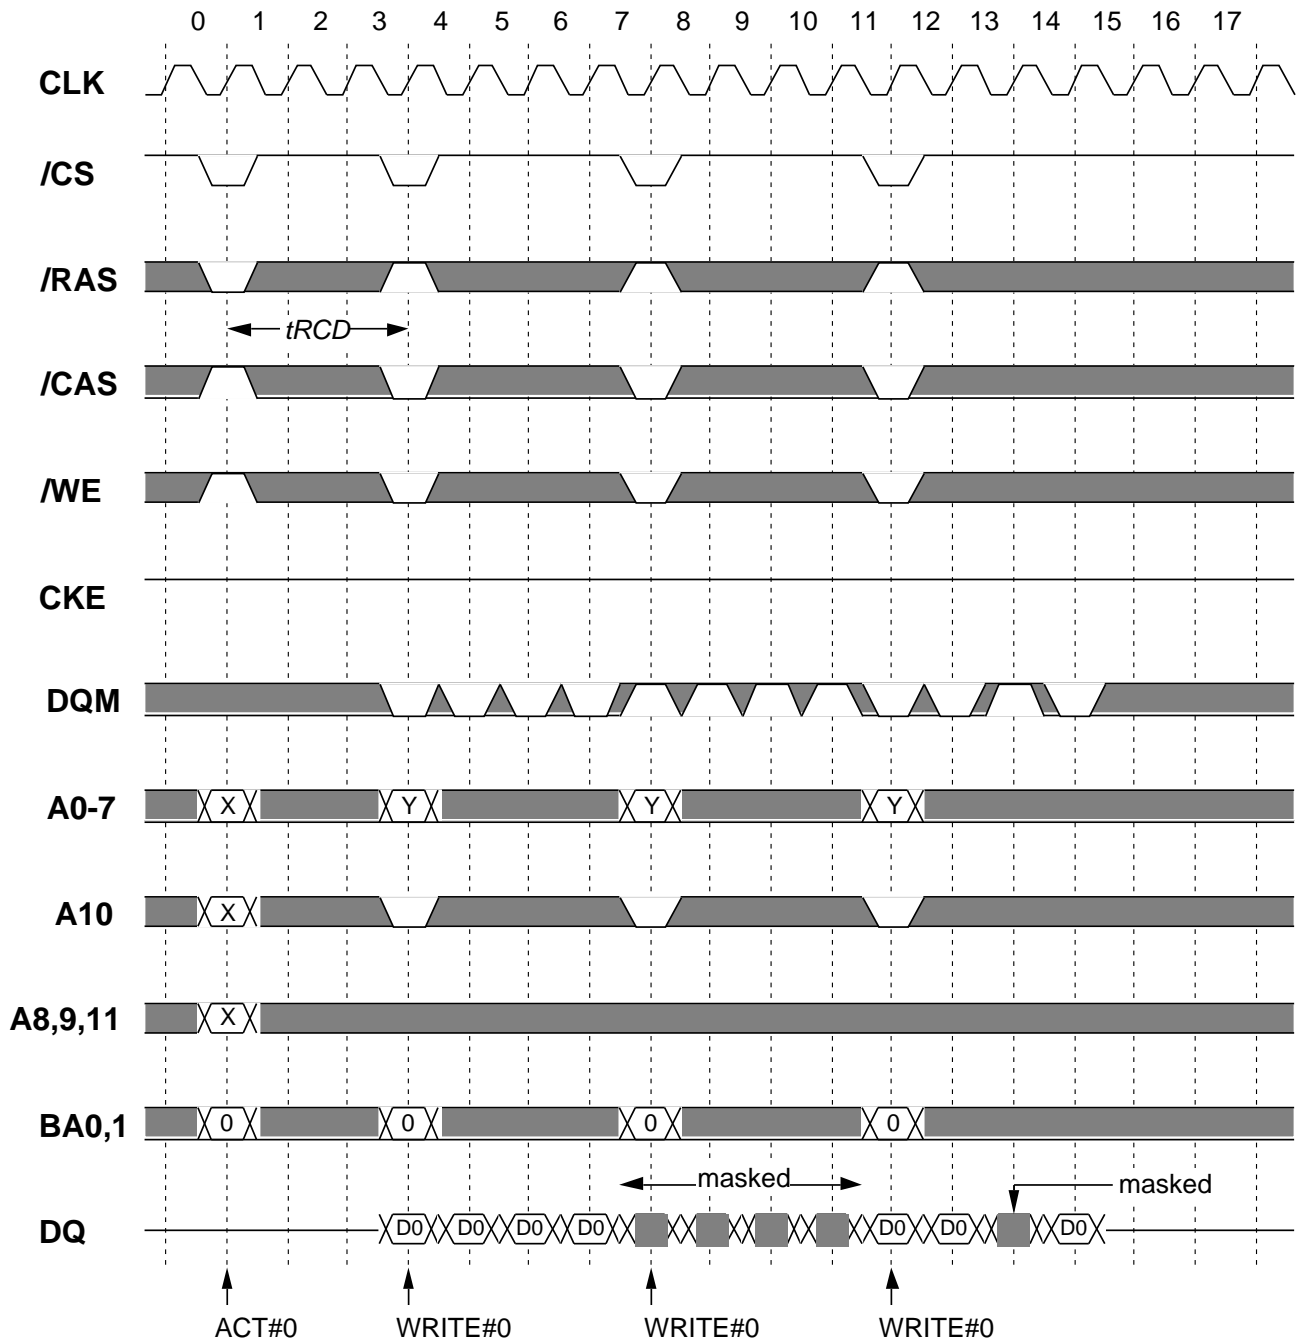 0 1 2 3 4 5 6 7 8 9 10 11 12 13 14 15 16 17
CLK
/CS
/RAS
tRCD
/CAS
/WE
CKE
DQM
A0-7 X Y Y Y
A10 X
A8,9,11 X
BA0,1 0 0 0 0
masked masked
DQ D0 D0 D0 D0 D0 D0 D0
ACT#0 WRITE#0 WRITE#0 WRITE#0